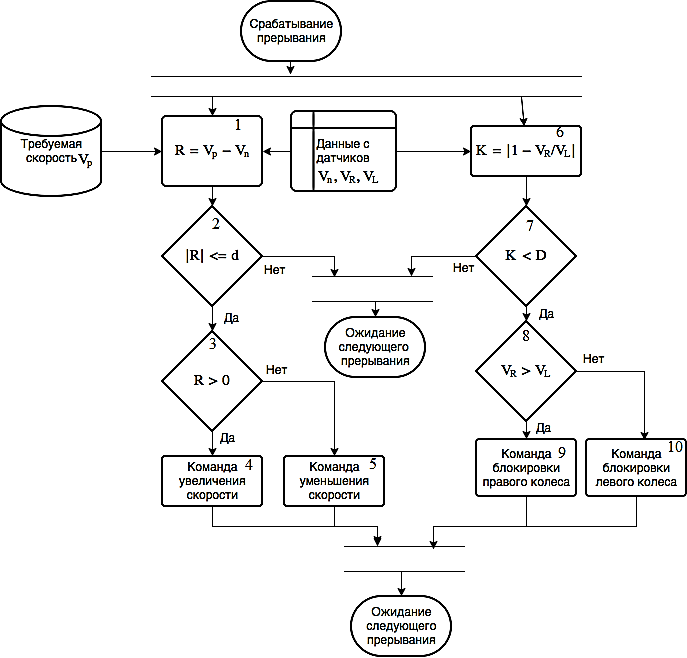 Срабатывание
прерывания
Требуемая
скорость Vp
1
R = Vp − Vn
Данные с
датчиков
Vn, VR, VL
6
K = |1 − VR/VL|
2
|R| <= d
Нет
Да
7
K < D
Нет
Да
Ожидание
следующего
прерывания
3
R > 0
Нет
Да
8
VR > VL
Нет
Да
4
Команда
увеличения
скорости
5
Команда
уменьшения
скорости
9
Команда
блокировки
правого колеса
10
Команда
блокировки
левого колеса
Ожидание
следующего
прерывания